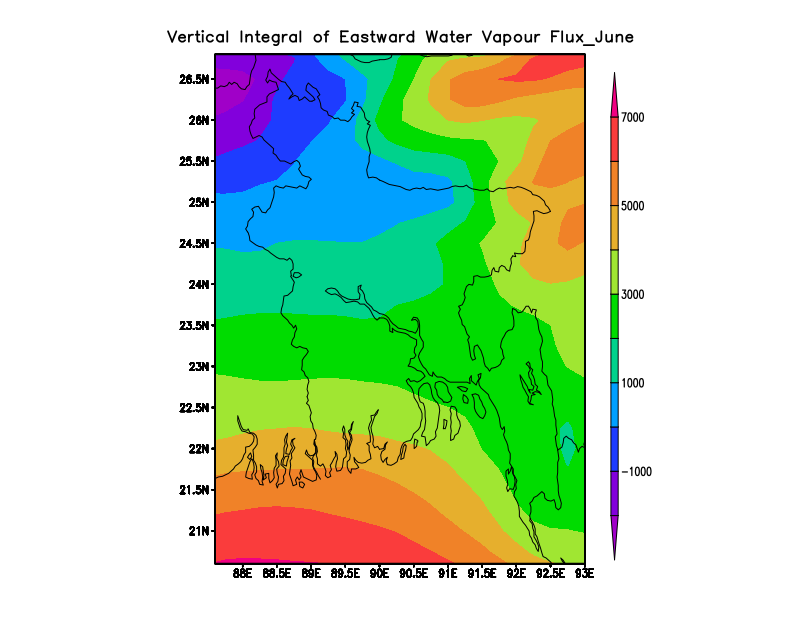 Vertical Integral of Eastward Water Vapour Flux_June
26.5N
26N
25.5N
25N
24.5N
24N
23.5N
23N
22.5N
22N
21.5N
21N
88E 88.5E 89E 89.5E 90E 90.5E 91E 91.5E 92E 92.5E 93E
7000
5000
3000
1000
-1000